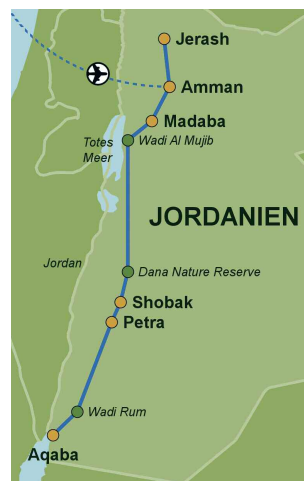 Jerash
Amman
Madaba
Totes
Meer
Wadi Al Mujib
JORDANIEN
Jordan
Dana Nature Reserve
Shobak
Petra
Wadi Rum
Aqaba